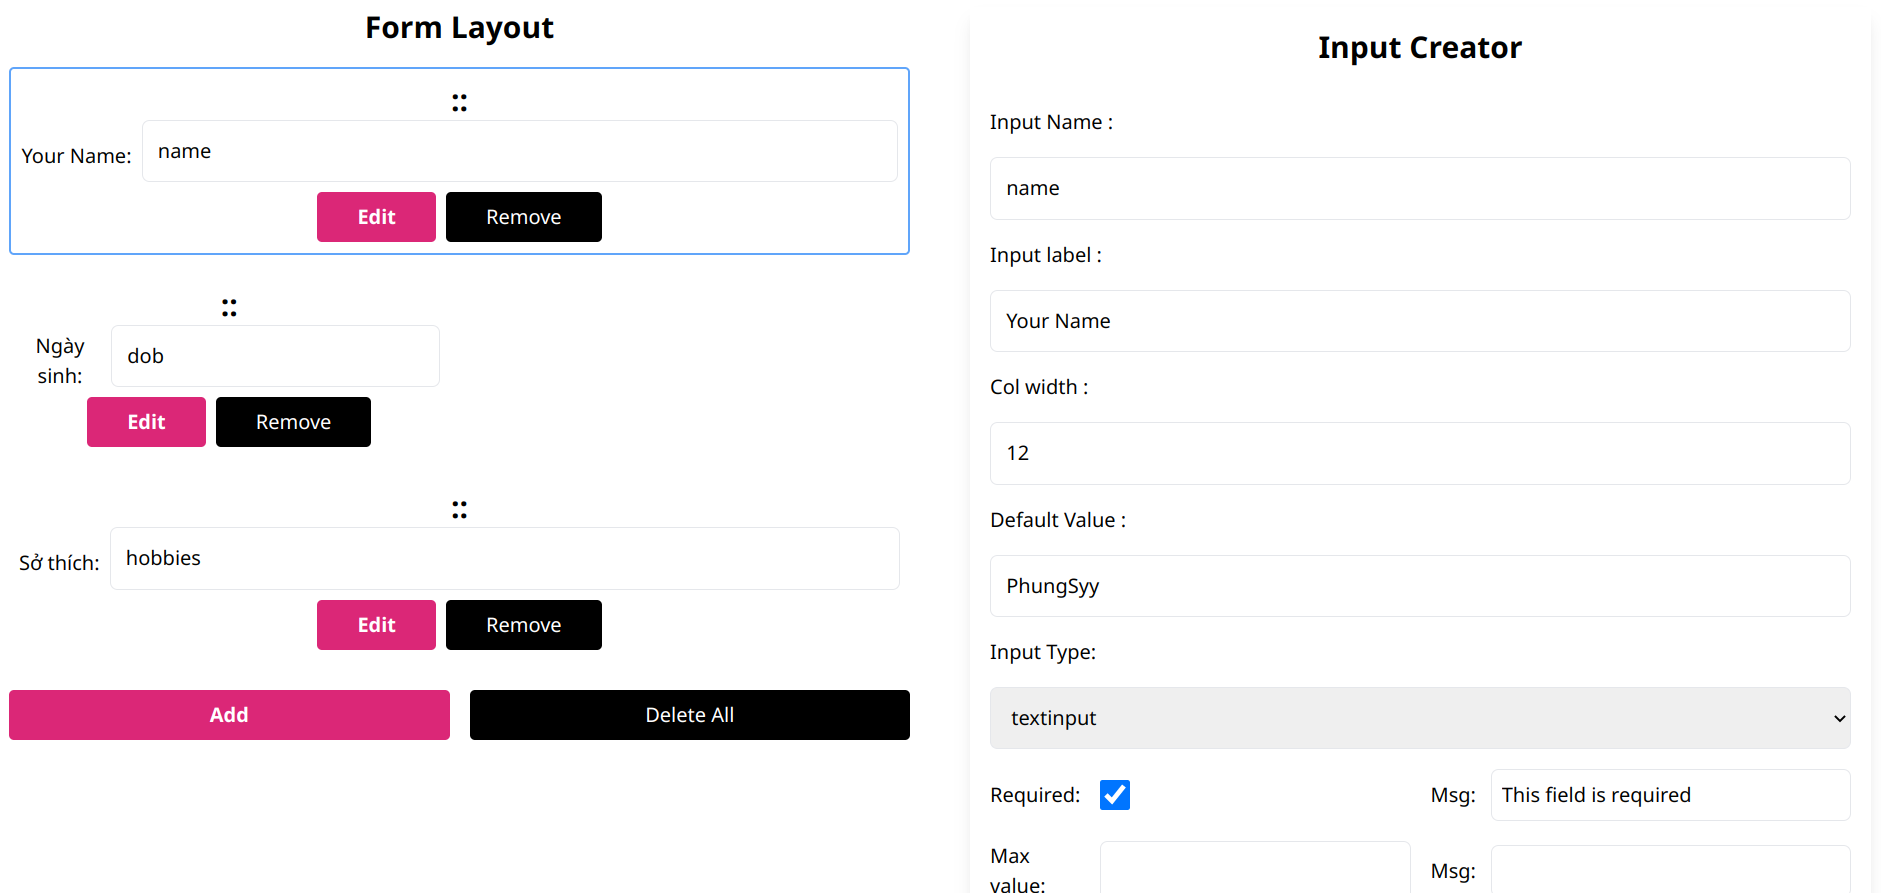 Form Layout
Your Name:
name
Edit
Remove
Ngày
sinh:
dob
Edit
Remove
Sở thích:
hobbies
Edit
Remove
Add
Delete All
Input Creator
Input Name :
name
Input label :
Your Name
Col width :
12
Default Value :
PhungSyy
Input Type:
textinput
Required:
Msg:
This field is required
Max
value:
Msg: